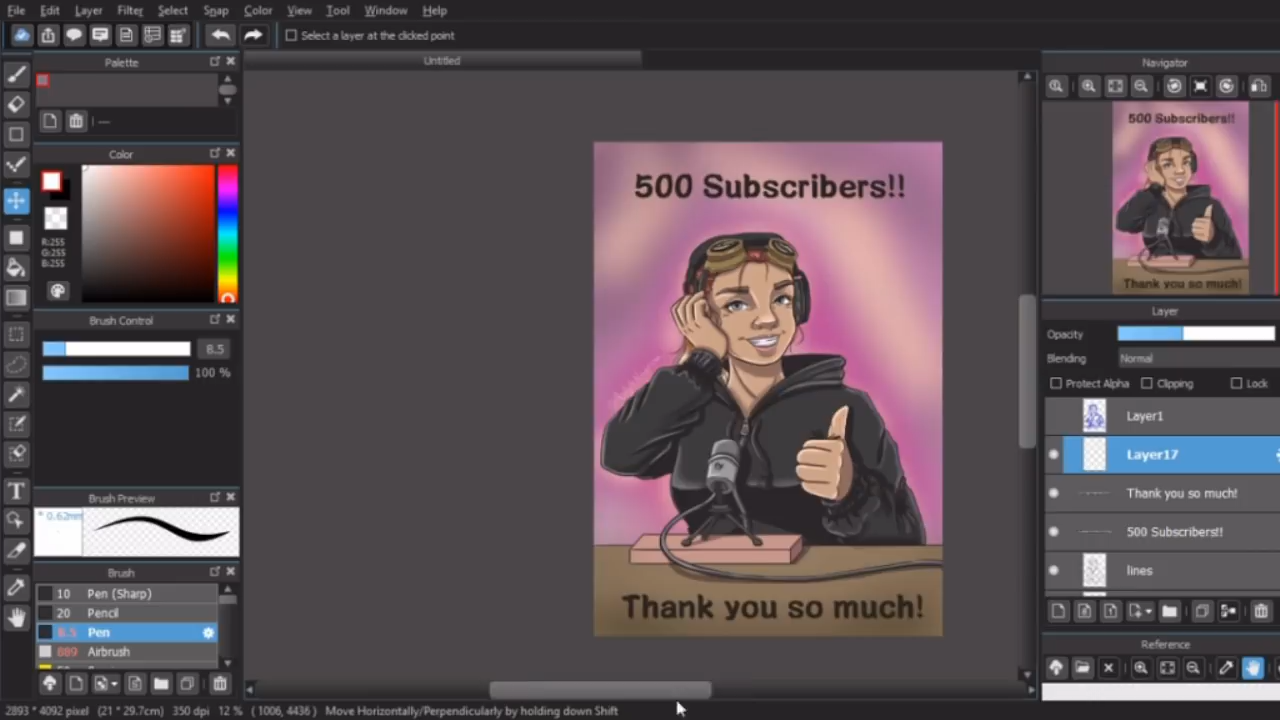 File Edit Layer Filter Select Snap Color View Tool Window Help
Select a layer at the clicked point
Palette
Untitled
Navigator
500 Subscribers!!
Thank you so much!
Color
R:255
G:255
B:255
Brush Control
8.5
100 %
Brush Preview
* 0.62mm
Brush
10 Pen (Sharp)
20 Pencil
8.5 Pen
889 Airbrush
500 Subscribers!!
Thank you so much!
Layer
Opacity
Blending Normal
Protect Alpha Clipping Lock
Layer1
Layer17
Thank you so much!
500 Subscribers!!
lines
Reference
2893 * 4092 pixel (21 * 29.7cm) 350 dpi 12 % ( 1006, 4436 ) Move Horizontally/Perpendicularly by holding down Shift